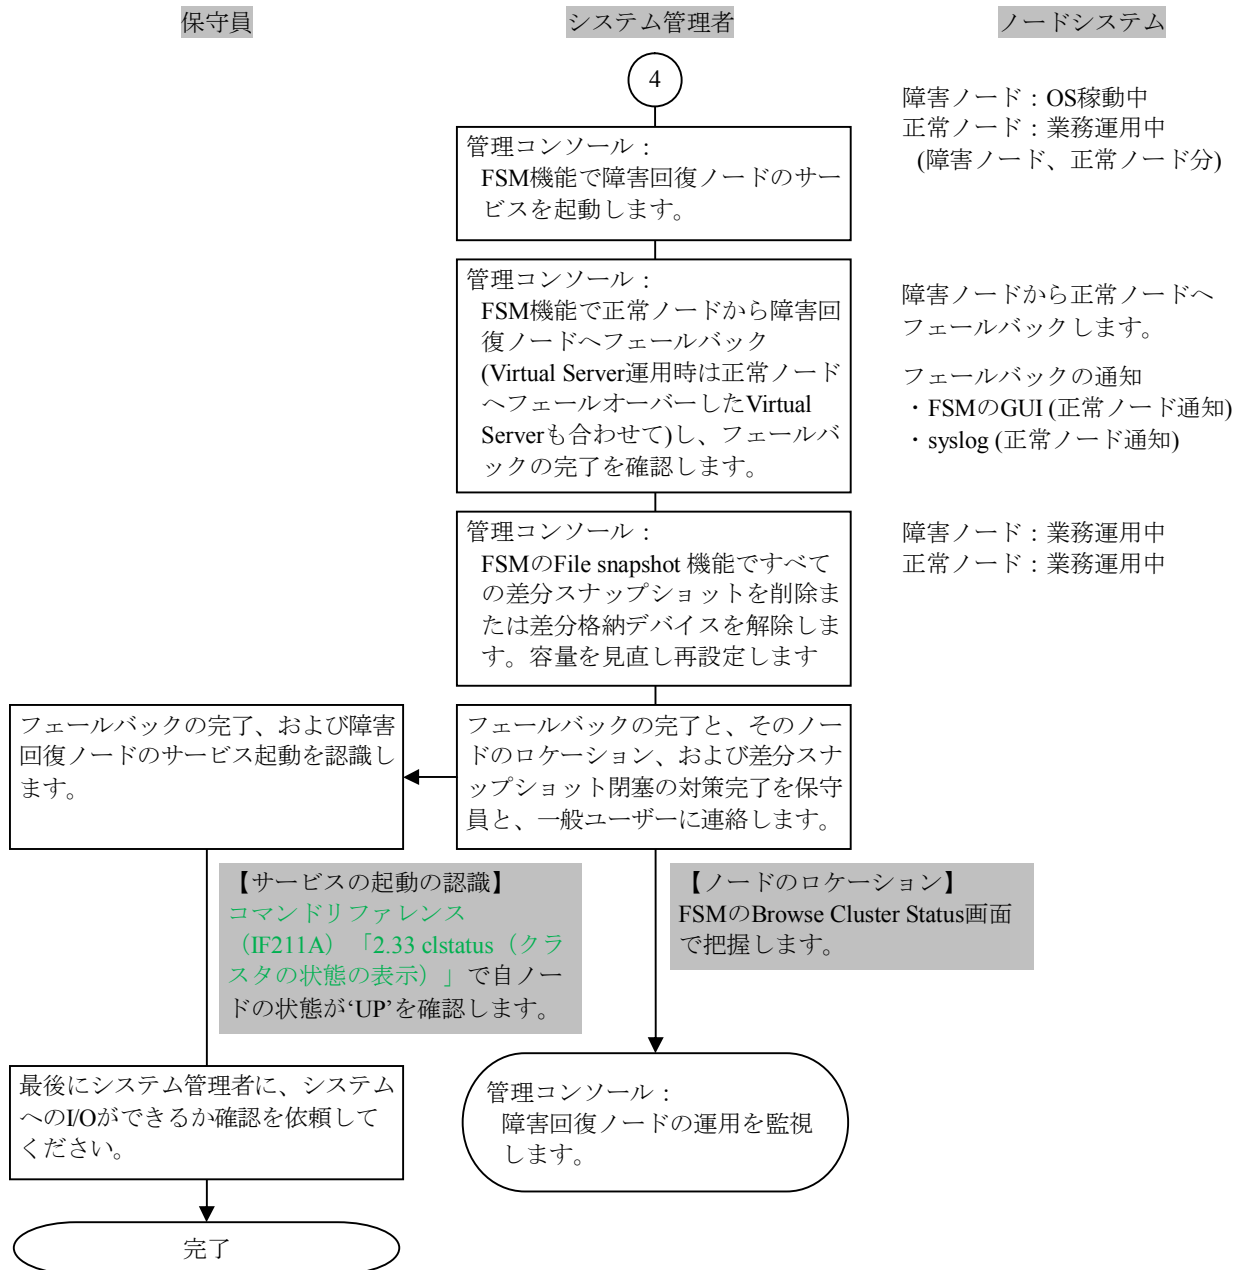 保守員
システム管理者
ノードシステム
4
障害ノード：OS稼動中
正常ノード：業務運用中
(障害ノード、正常ノード分)
管理コンソール：
FSM機能で障害回復ノードのサー
ビスを起動します。
管理コンソール：
FSM機能で正常ノードから障害回
復ノードへフェールバック
(Virtual Server運用時は正常ノード
へフェールオーバーしたVirtual
Serverも合わせて)し、フェールバ
ックの完了を確認します。
障害ノードから正常ノードへ
フェールバックします。
フェールバックの通知
・FSMのGUI (正常ノード通知)
・syslog (正常ノード通知)
管理コンソール：
FSMのFile snapshot 機能ですべて
の差分スナップショットを削除ま
たは差分格納デバイスを解除しま
す。容量を見直し再設定します
障害ノード：業務運用中
正常ノード：業務運用中
フェールバックの完了、および障害
回復ノードのサービス起動を認識し
ます。
フェールバックの完了と、そのノー
ドのロケーション、および差分スナ
ップショット閉塞の対策完了を保守
員と、一般ユーザーに連絡します。
【サービスの起動の認識】
コマンドリファレンス
（IF211A）「2.33 clstatus（クラ
スタの状態の表示）」で自ノー
ドの状態が‘UP’を確認します。
【ノードのロケーション】
FSMのBrowse Cluster Status画面
で把握します。
最後にシステム管理者に、システム
へのI/Oができるか確認を依頼して
ください。
管理コンソール：
障害回復ノードの運用を監視
します。
完了